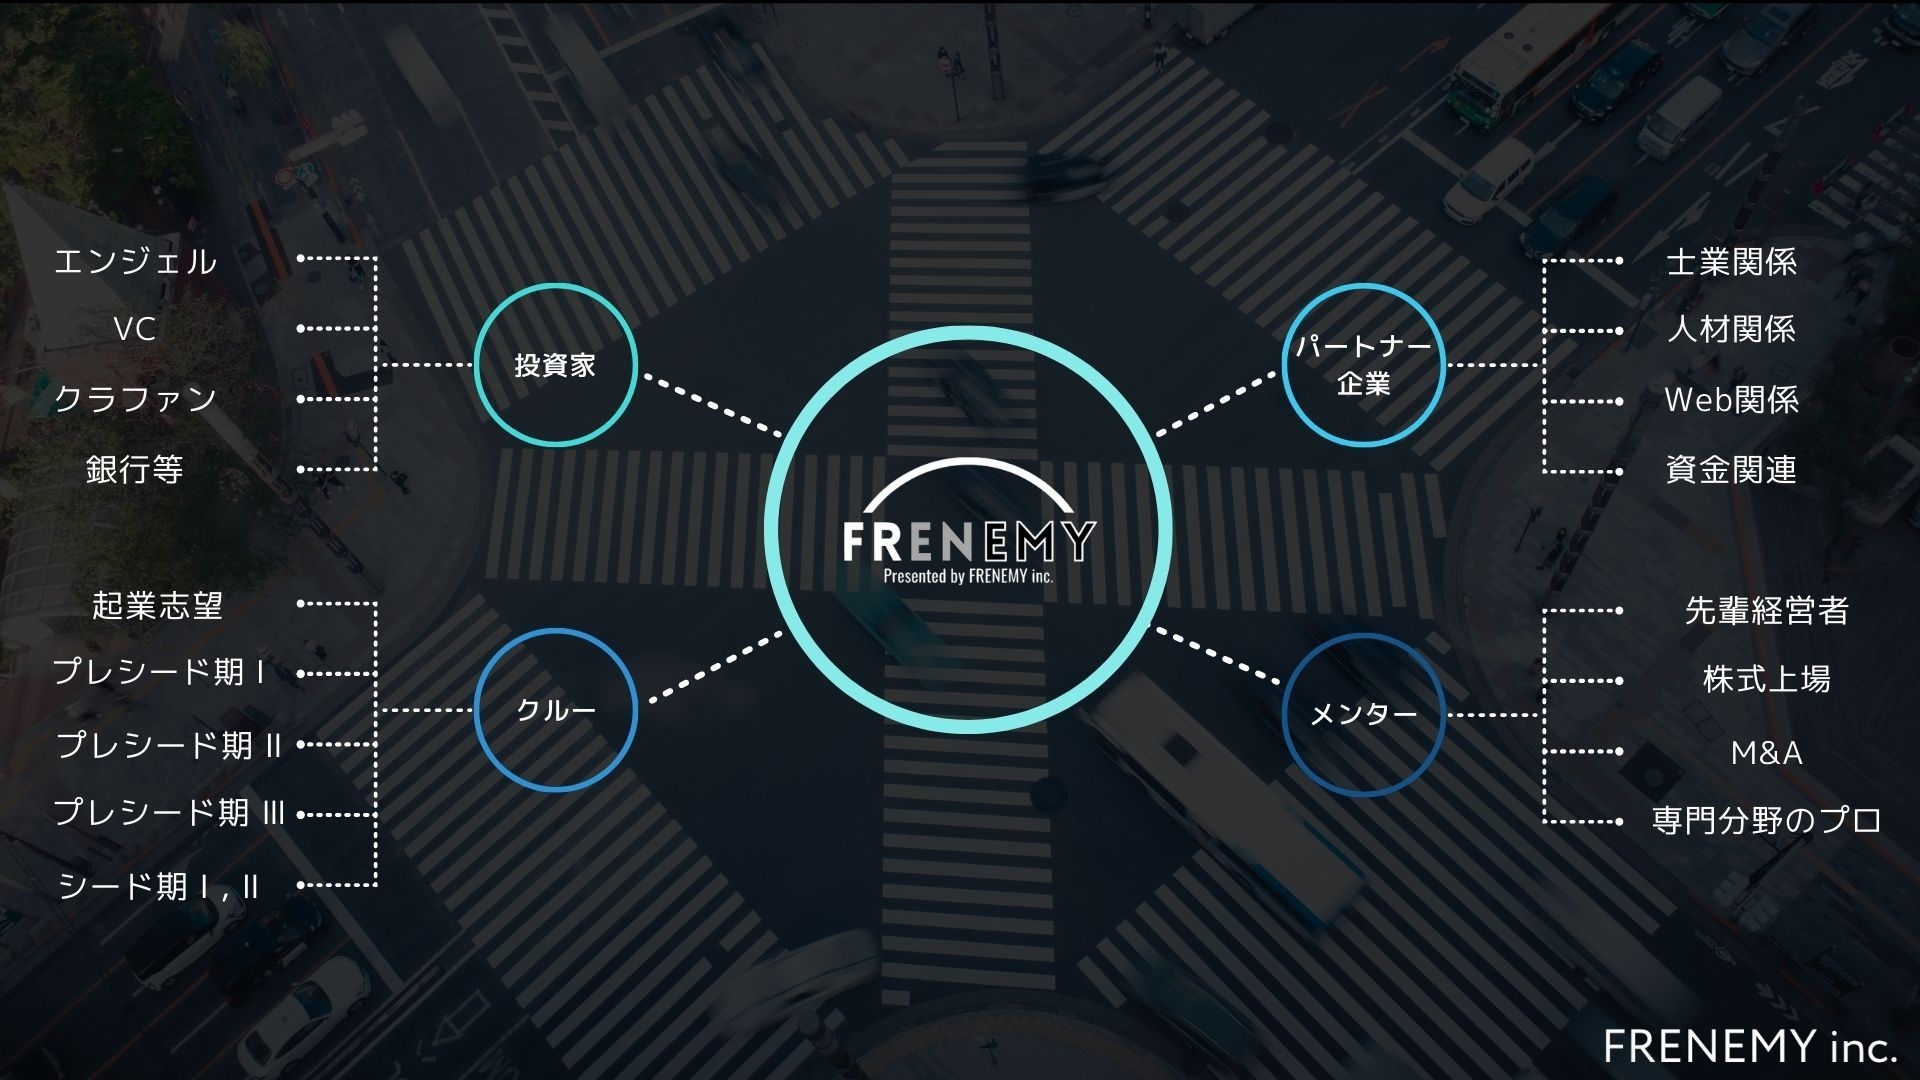 エンジェル
VC
クラファン
銀行等
投資家
起業志望
プレシード期 I
プレシード期 II
プレシード期 III
シード期 I , II
クルー
FRENEMY
Presented by FRENEMY inc.
パートナー
企業
士業関係
人材関係
Web関係
資金関連
メンター
先輩経営者
株式上場
M&A
専門分野のプロ
FRENEMY inc.